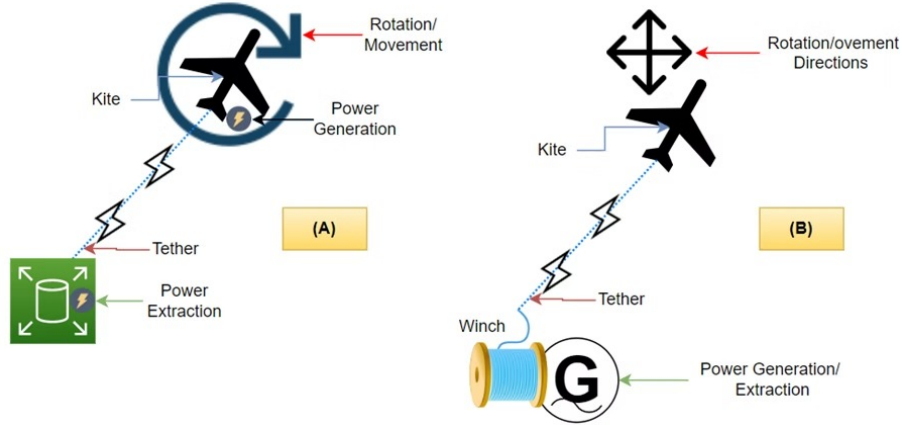 Rotation/
Movement
Kite
Power
Generation
(A)
Tether
Power
Extraction
Rotation/ovement
Directions
Kite
(B)
Tether
Winch
G
Power Generation/
Extraction